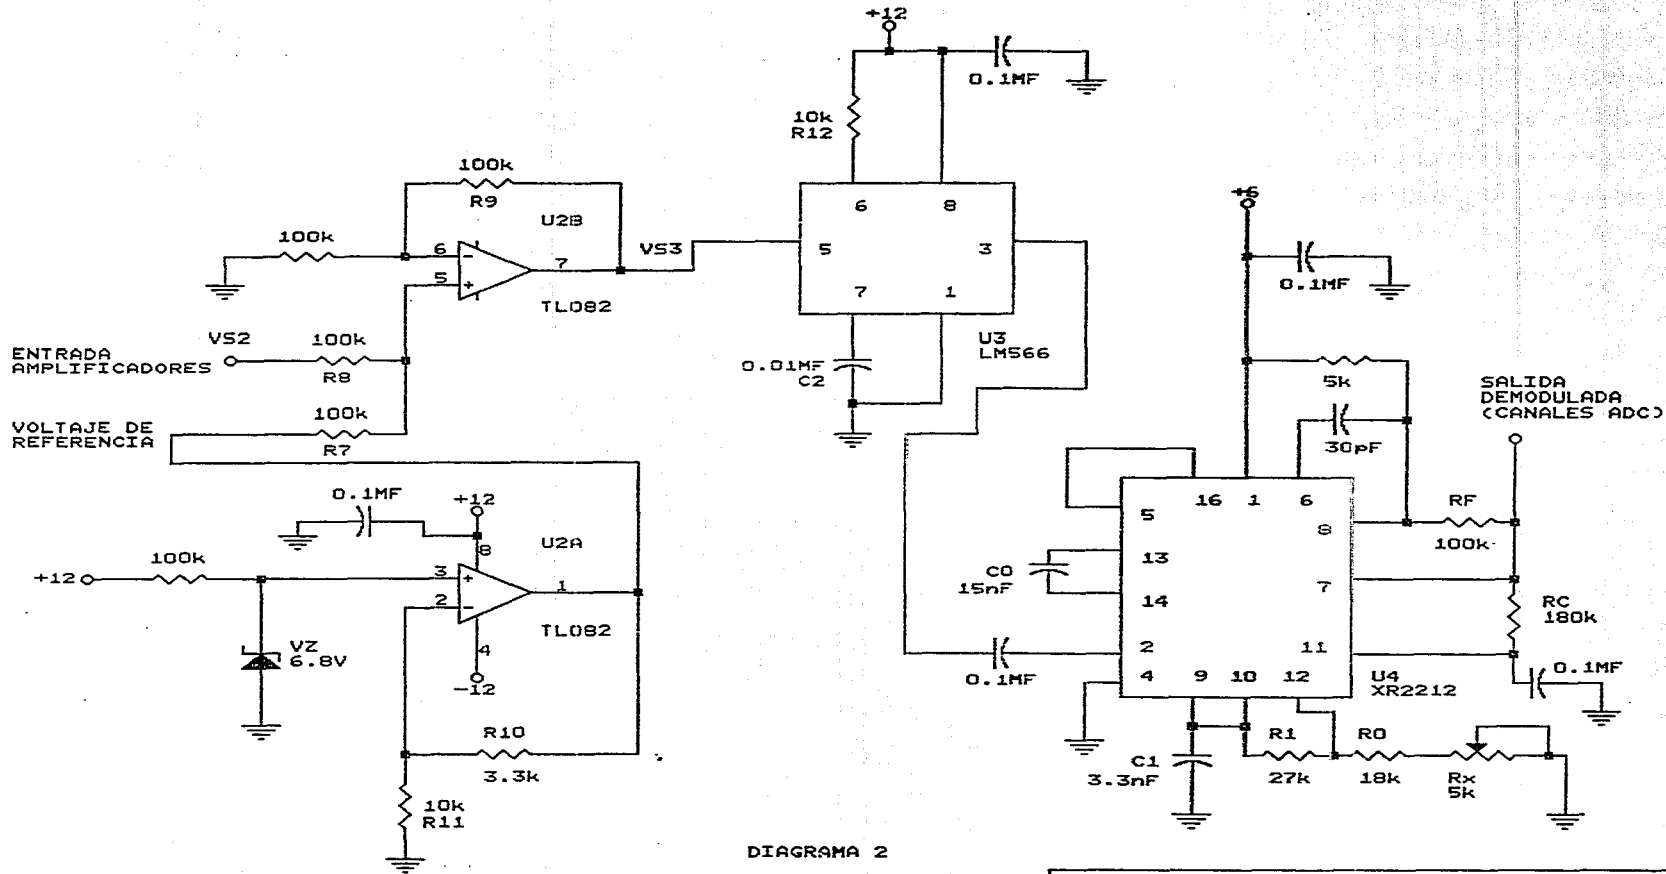 +12
0.1MF
10k
R12
6
8
5
3
7
1
U3
LM566
0.01MF
C2
100k
R9
U2B
VS3
100k
6
-
5
+
7
TL082
ENTRADA
AMPLIFICADORES
VS2
100k
R8
VOLTAJE DE
REFERENCIA
100k
R7
0.1MF
+12
8
U2A
100k
+12
3
+
2
-
1
4
TL082
-12
VZ
6.8V
R10
3.3k
10k
R11
0.1MF
5k
30pF
SALIDA
DEMODULADA
(CANALES ADC)
16
1
6
5
8
13
14
7
2
11
4
9
10
12
C0
15nF
0.1MF
RF
100k
RC
180k
0.1MF
U4
XR2212
C1
3.3nF
R1
27k
R0
18k
Rx
5k
DIAGRAMA 2